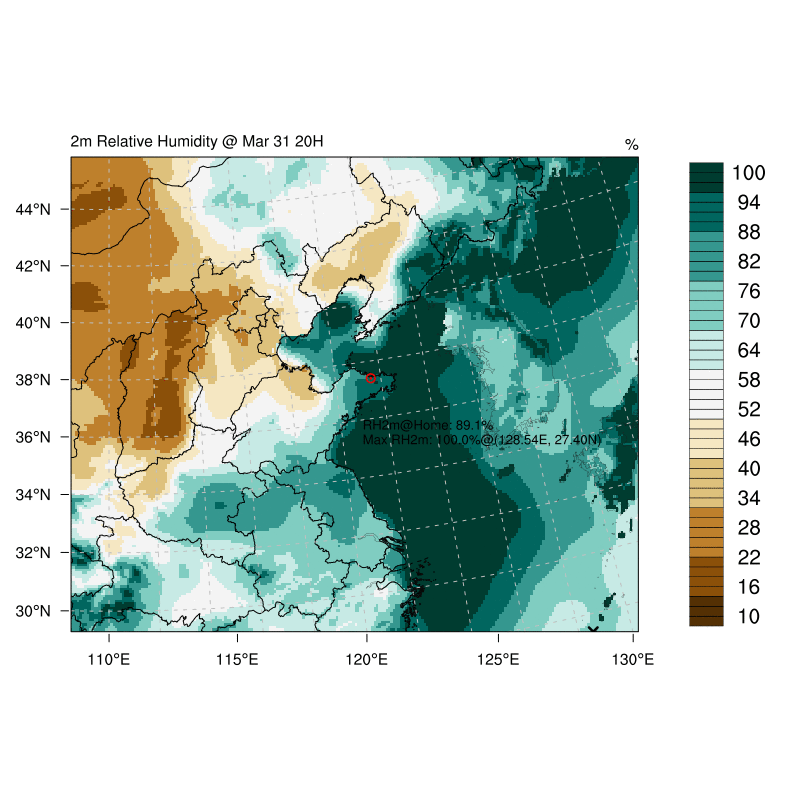 2m Relative Humidity @ Mar 31 20H
%
100
94
88
82
76
70
64
58
52
46
40
34
28
22
16
10
44°N
42°N
40°N
38°N
36°N
34°N
32°N
30°N
RH2m@Home: 89.1%
Max RH2m: 100.0%@(128.54E, 27.40N)
110°E 115°E 120°E 125°E 130°E